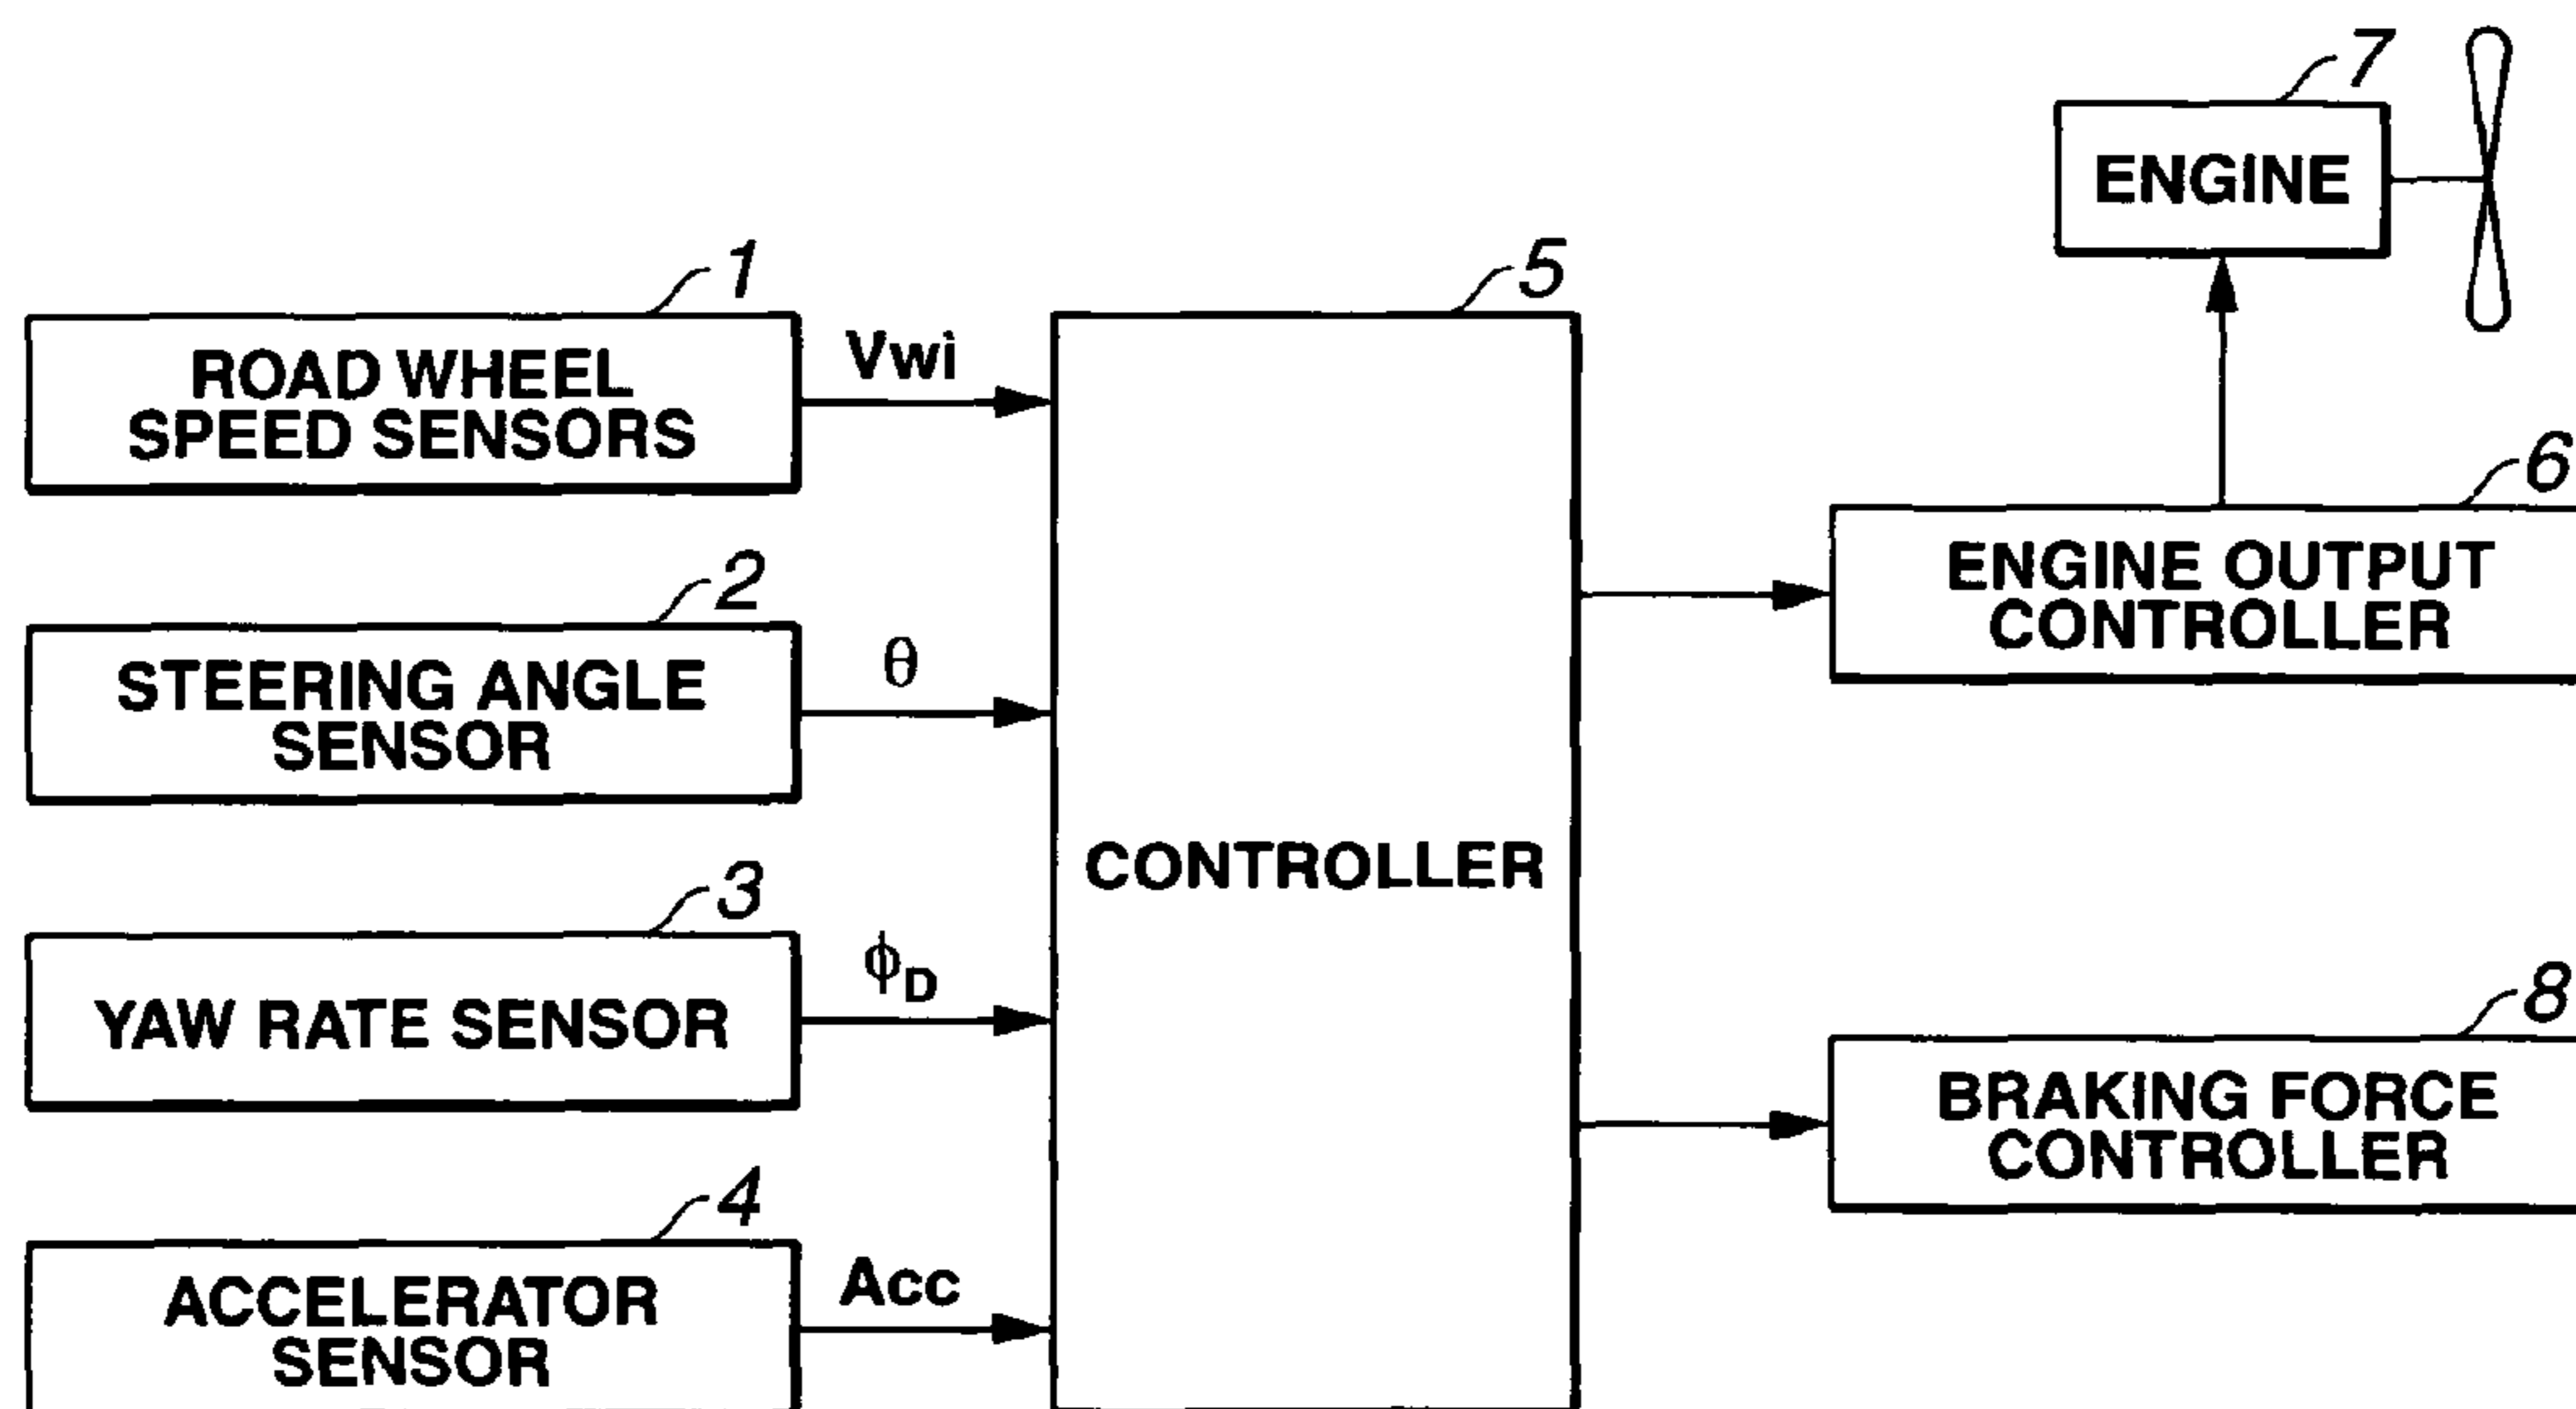 7
ENGINE
1
ROAD WHEEL
SPEED SENSORS
Vwi
5
CONTROLLER
2
STEERING ANGLE
SENSOR
θ
6
ENGINE OUTPUT
CONTROLLER
3
YAW RATE SENSOR
ϕD
8
BRAKING FORCE
CONTROLLER
4
ACCELERATOR
SENSOR
Acc